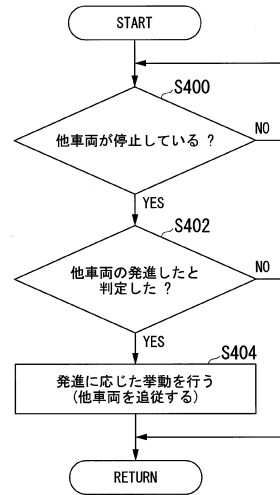 START
S400
他車両が停止している ?
NO
YES
S402
他車両の発進したと
判定した ?
NO
YES
S404
発進に応じた挙動を行う
(他車両を追従する)
RETURN